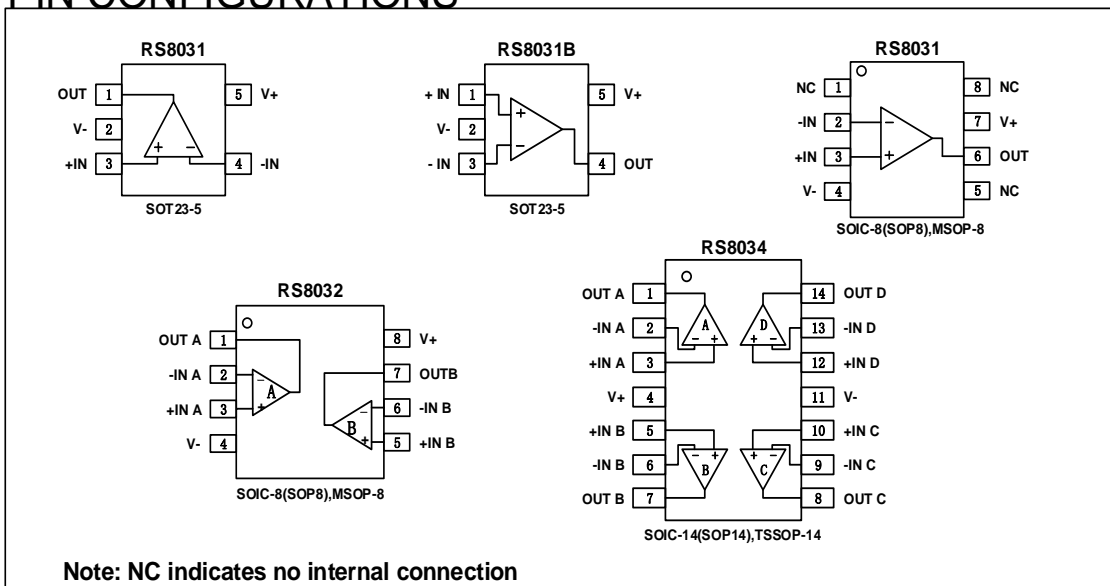 PIN CONFIGURATIONS
RS8031
OUT 1
V- 2
+IN 3
5 V+
4 -IN
+ -
SOT23-5
RS8031B
+ IN 1
V- 2
- IN 3
5 V+
4 OUT
+
-
SOT23-5
RS8031
NC 1
-IN 2
+IN 3
V- 4
8 NC
7 V+
6 OUT
5 NC
-
+
SOIC-8(SOP8),MSOP-8
RS8032
OUT A 1
-IN A 2
+IN A 3
V- 4
8 V+
7 OUTB
6 -IN B
5 +IN B
- A +
- B +
SOIC-8(SOP8),MSOP-8
RS8034
OUT A 1
-IN A 2
+IN A 3
V+ 4
+IN B 5
-IN B 6
OUT B 7
14 OUT D
13 -IN D
12 +IN D
11 V-
10 +IN C
9 -IN C
8 OUT C
A
- +
D
+ -
- +
B
+ -
C
SOIC-14(SOP14),TSSOP-14
Note: NC indicates no internal connection